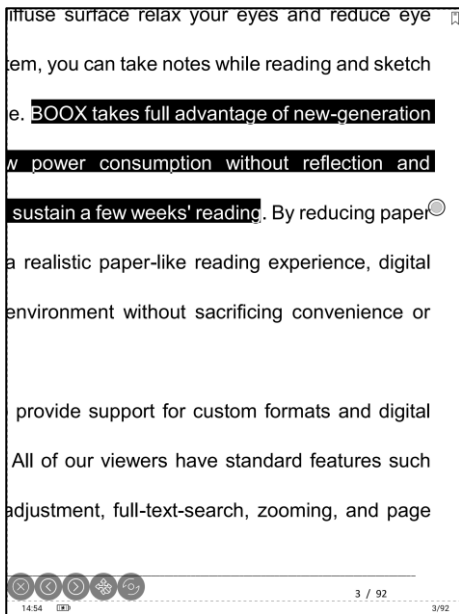 iffuse surface relax your eyes and reduce eye
tem, you can take notes while reading and sketch
e. BOOX takes full advantage of new-generation
w power consumption without reflection and
sustain a few weeks' reading. By reducing paper
a realistic paper-like reading experience, digital
environment without sacrificing convenience or
provide support for custom formats and digital
All of our viewers have standard features such
adjustment, full-text-search, zooming, and page
3 / 92
14:54
3/92